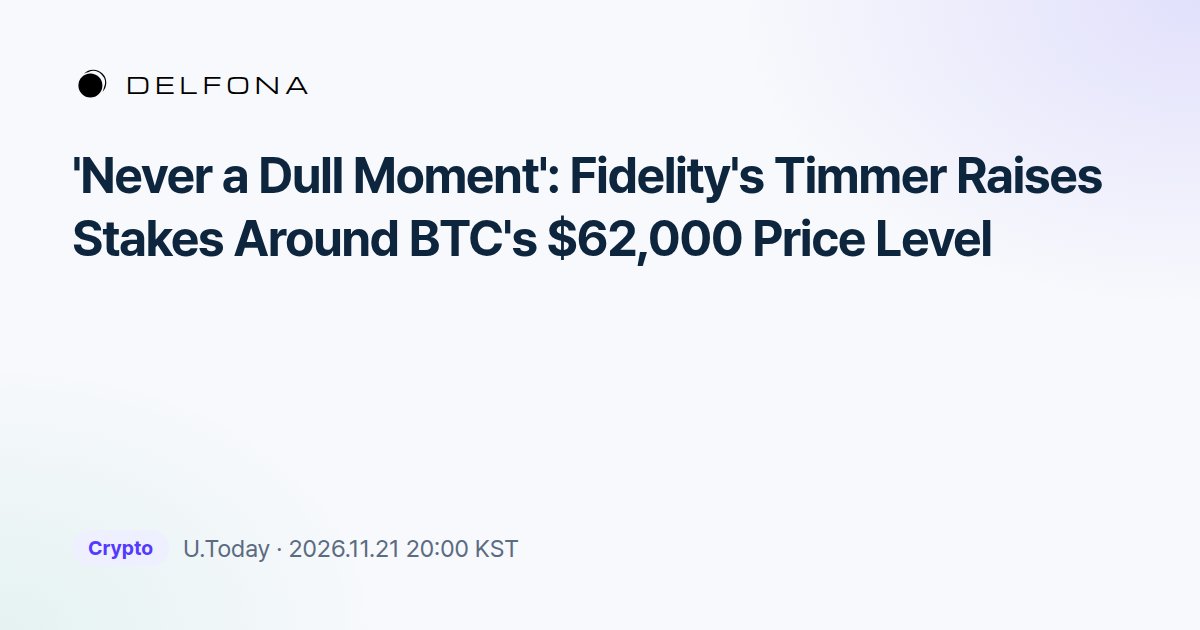 DELFONA
'Never a Dull Moment': Fidelity's Timmer Raises
Stakes Around BTC's $62,000 Price Level
Crypto U.Today · 2026.11.21 20:00 KST